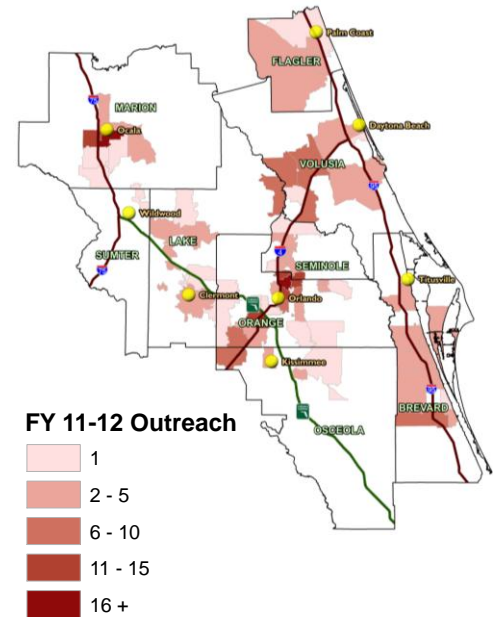 Palm Coast
FLAGLER
MARION
Ocala
Daytona Beach
VOLUSIA
Wildwood
LAKE
SUMTER
SEMINOLE
Titusville
Clermont
Orlando
ORANGE
Kissimmee
BREVARD
OSCEOLA
FY 11-12 Outreach
1
2 - 5
6 - 10
11 - 15
16 +